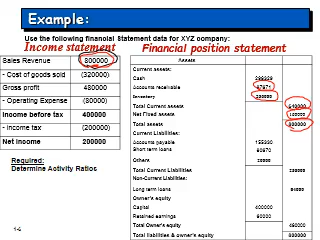 Example:
Use the following financial Statement data for XYZ company:
Income statement
Financial position statement
Sales Revenue 800000
- Cost of goods sold (320000)
Gross profit 480000
- Operating Expense (80000)
Income before tax 400000
- Income tax (200000)
Net Income 200000
Required:
Determine Activity Ratios
Assets
Current assets:
Cash
Accounts receivable
Inventory
Total Current assets
Net Fixed assets
Total assets
Current Liabilities:
Accounts payable
Short term loans
Others
Total Current Liabilities
Non-Current Liabilities:
Long term loans
Owner's equity
Capital 400000
Retained earnings
Total Owner's equity
Total liabilities & owner's equity
1-6